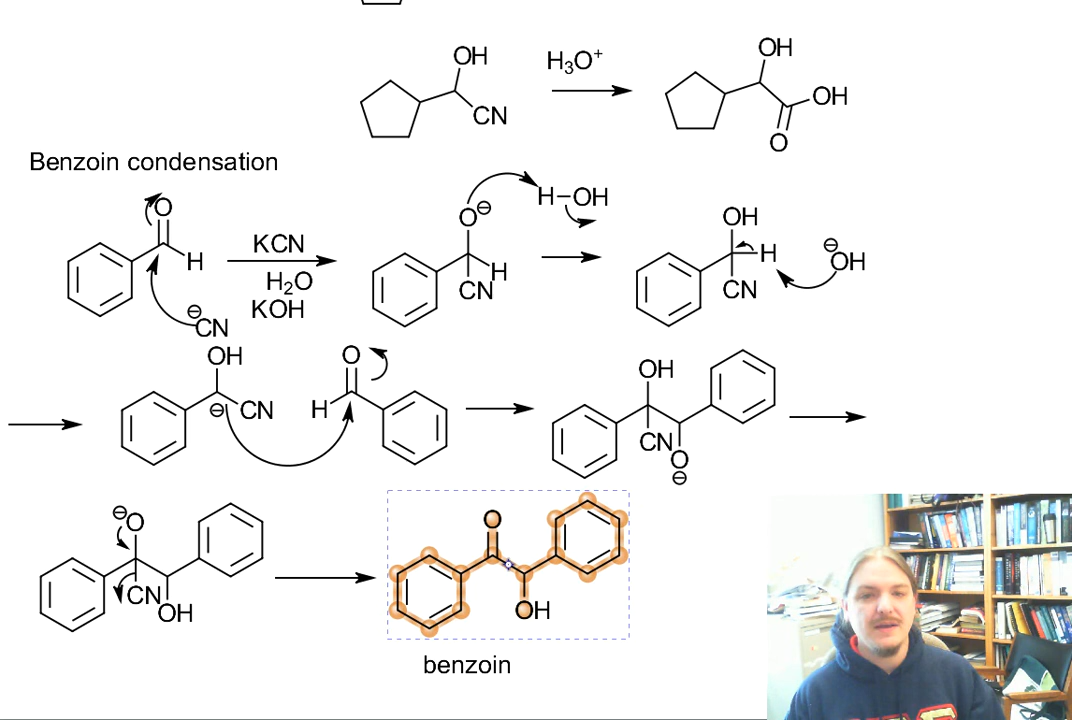 OH
H₃O⁺
OH
CN
OH
O
Benzoin condensation
O
H
KCN
H₂O
KOH
⊖CN
O⊖
H–OH
H
CN
OH
H
CN
⊖OH
OH
⊖
CN
O
H
OH
CN
O⊖
⊖O
CN
OH
O
OH
benzoin